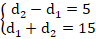 d₂ − d₁ = 5
d₁ + d₂ = 15